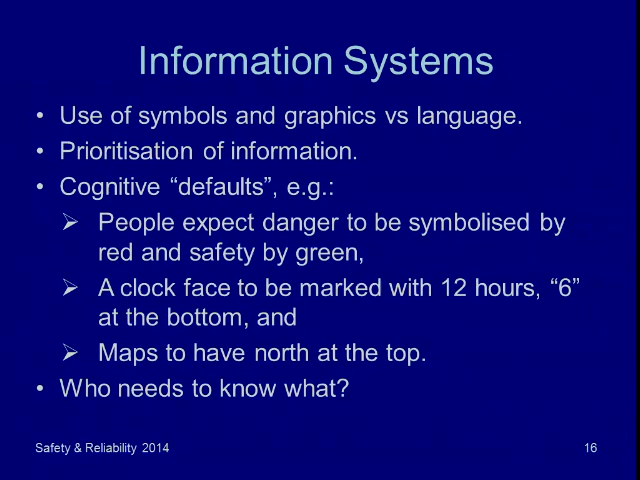 Information Systems
• Use of symbols and graphics vs language.
• Prioritisation of information.
• Cognitive “defaults”, e.g.:
➢ People expect danger to be symbolised by
red and safety by green,
➢ A clock face to be marked with 12 hours, “6”
at the bottom, and
➢ Maps to have north at the top.
• Who needs to know what?
Safety & Reliability 2014
16